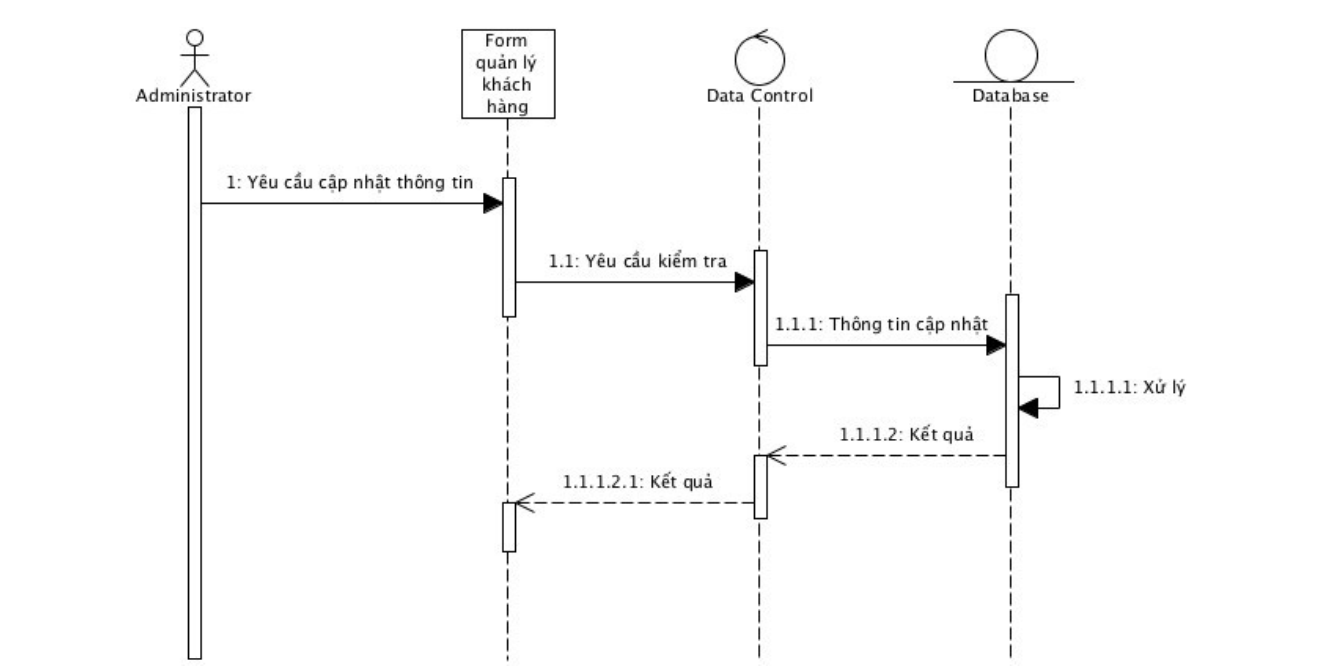 Form
quản lý
khách
hàng
Administrator
Data Control
Database
1: Yêu cầu cập nhật thông tin
1.1: Yêu cầu kiểm tra
1.1.1: Thông tin cập nhật
1.1.1.1: Xử lý
1.1.1.2: Kết quả
1.1.1.2.1: Kết quả